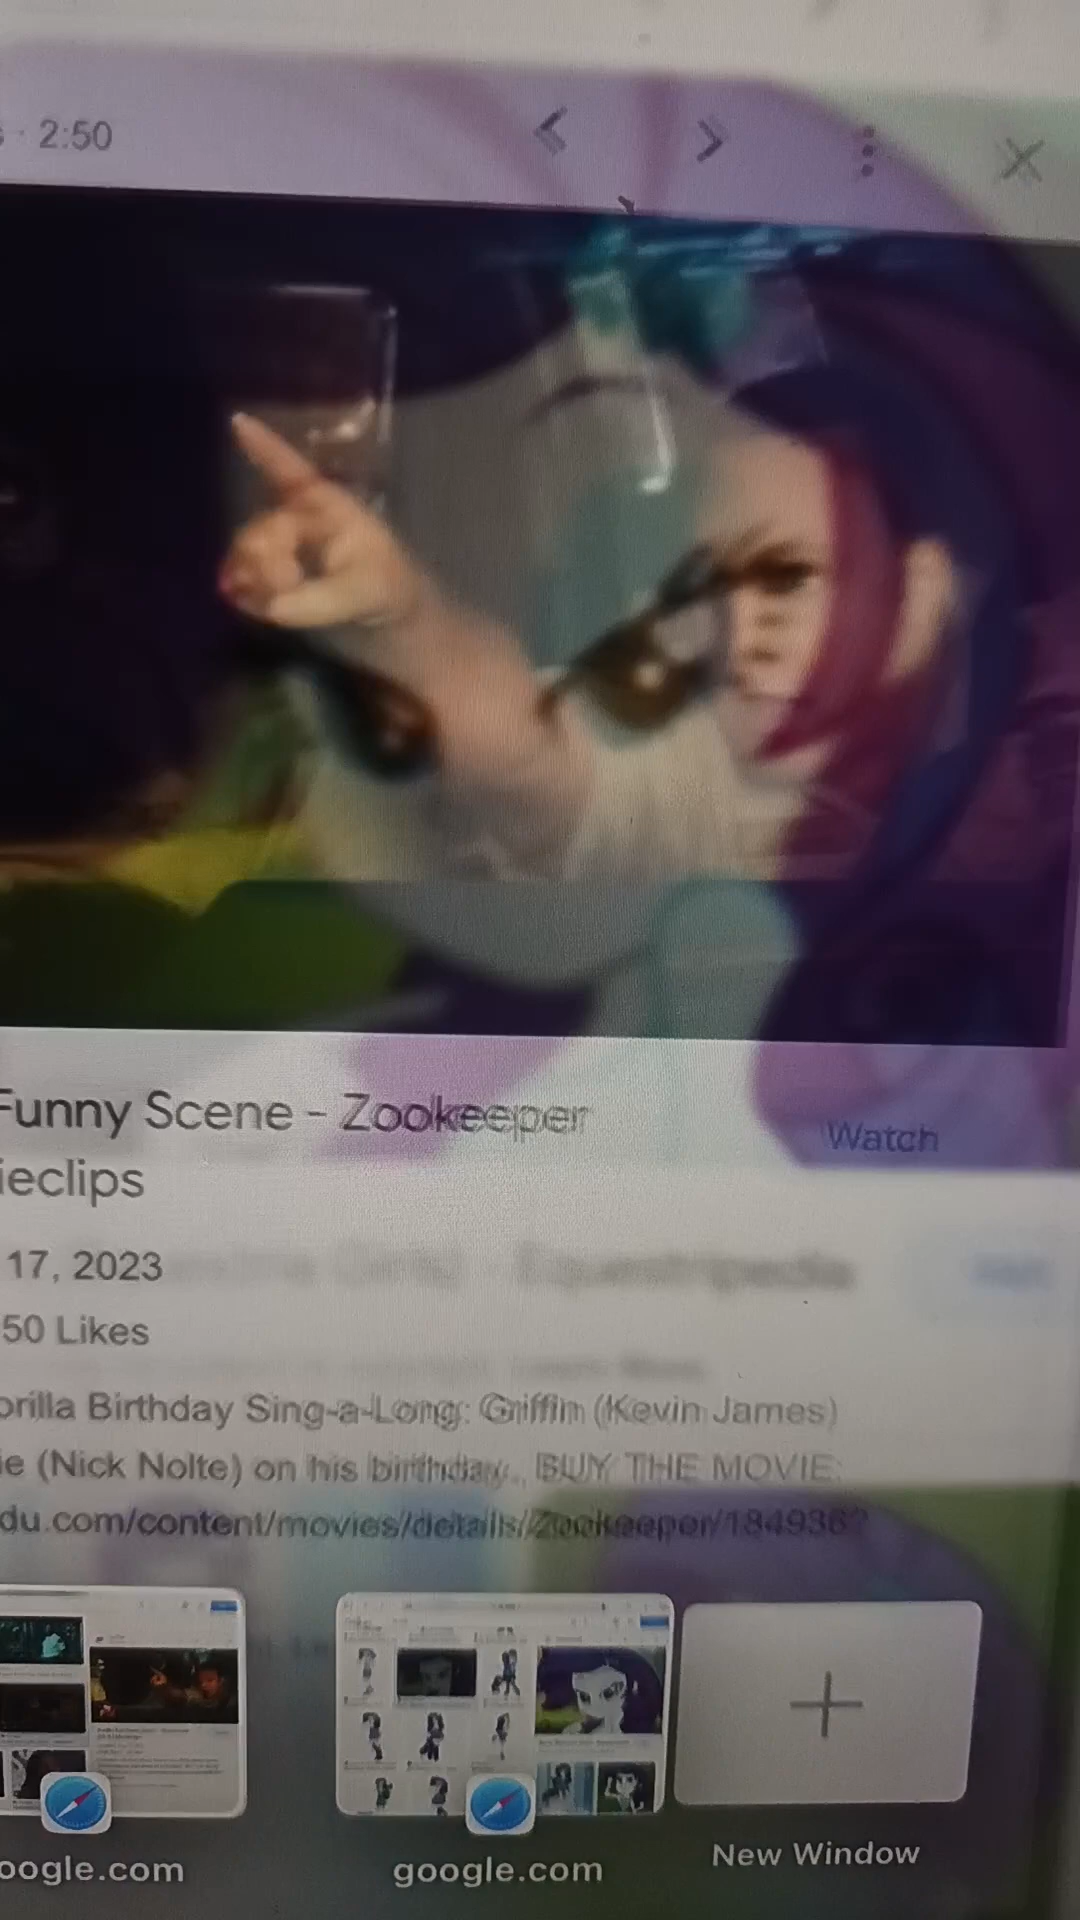 2:50
Funny Scene - Zookeeper
Watch
ieclips
17, 2023
50 Likes
orilla Birthday Sing-a-Long: Griffin (Kevin James)
ie (Nick Nolte) on his birthday. BUY THE MOVIE:
du.com/content/movies/details/Zookeeper/184936?
oogle.com
google.com
New Window